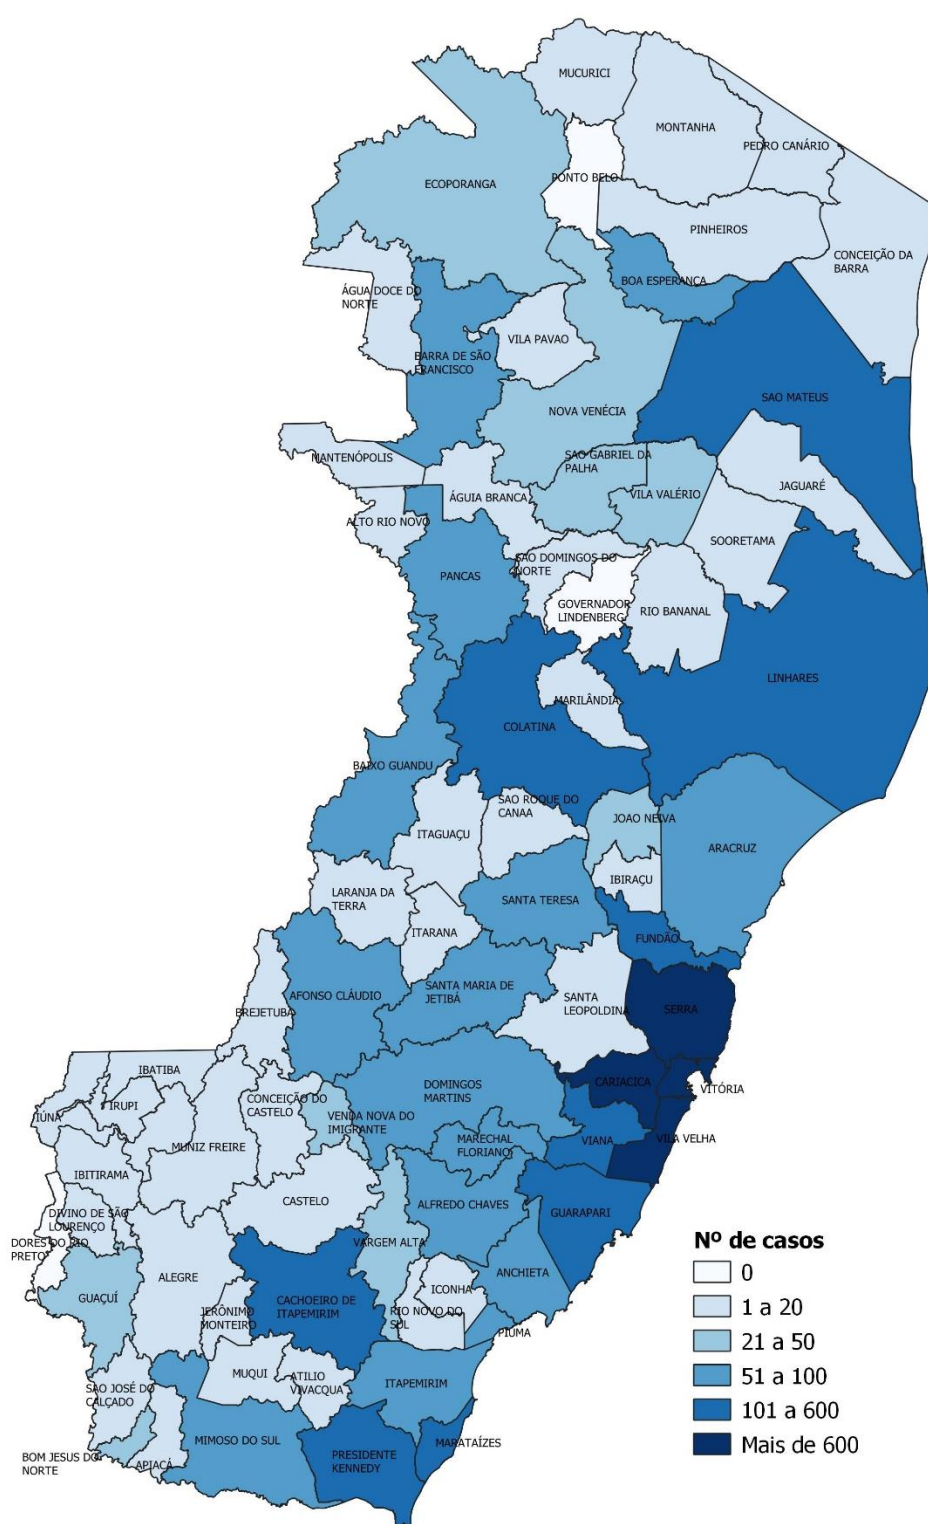 MUCURICI
MONTANHA
PEDRO CANÁRIO
ECOPORANGA
PONTO BELO
PINHEIROS
CONCEIÇÃO DA
BARRA
BOA ESPERANÇA
ÁGUA DOCE DO
NORTE
VILA PAVAO
BARRA DE SÃO
FRANCISCO
SAO MATEUS
NOVA VENÉCIA
MANTENÓPOLIS
SAO GABRIEL DA
PALHA
JAGUARÉ
ÁGUIA BRANCA
VILA VALÉRIO
ALTO RIO NOVO
SOORETAMA
SAO DOMINGOS DO
NORTE
PANCAS
GOVERNADOR
LINDENBERG
RIO BANANAL
LINHARES
MARILÂNDIA
COLATINA
BAIXO GUANDU
SAO ROQUE DO
CANAA
JOAO NEIVA
ITAGUAÇU
ARACRUZ
IBIRAÇU
LARANJA DA
TERRA
SANTA TERESA
ITARANA
FUNDÃO
SANTA MARIA DE
JETIBÁ
AFONSO CLÁUDIO
SANTA
LEOPOLDINA
SERRA
BREJETUBA
IBATIBA
DOMINGOS
MARTINS
CARIACICA
VITÓRIA
CONCEIÇÃO DO
CASTELO
IRUPI
IÚNA
VENDA NOVA DO
IMIGRANTE
MARECHAL
FLORIANO
VIANA
VILA VELHA
MUNIZ FREIRE
IBITIRAMA
CASTELO
ALFREDO CHAVES
GUARAPARI
DIVINO DE SÃO
LOURENÇO
DORES DO RIO
PRETO
VARGEM ALTA
ANCHIETA
ALEGRE
GUAÇUÍ
CACHOEIRO DE
ITAPEMIRIM
ICONHA
JERÔNIMO
MONTEIRO
RIO NOVO DO
SUL
PIÚMA
MUQUI
ATILIO
VIVACQUA
ITAPEMIRIM
SAO JOSÉ DO
CALÇADO
MIMOSO DO SUL
MARATAÍZES
PRESIDENTE
KENNEDY
BOM JESUS DO
NORTE
APIACÁ
Nº de casos
0
1 a 20
21 a 50
51 a 100
101 a 600
Mais de 600